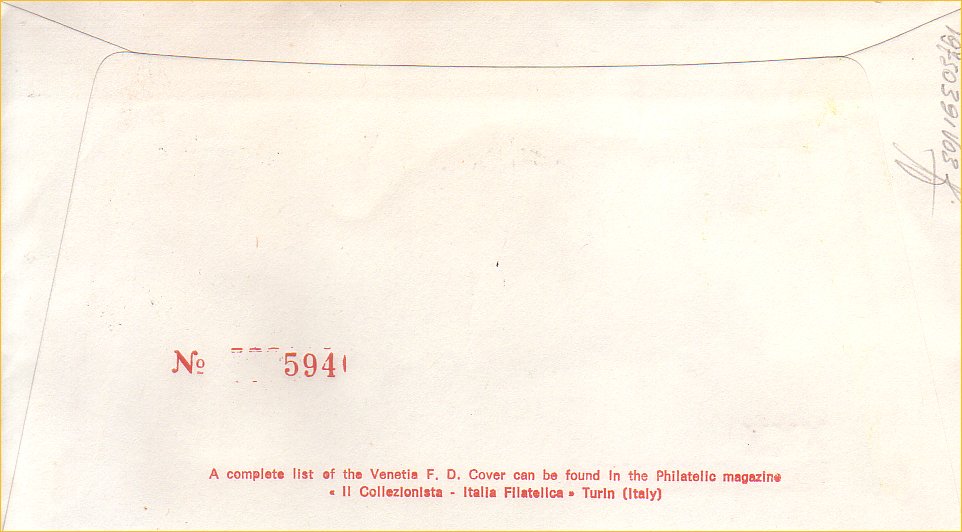 Nº 594
A complete list of the Venetia F. D. Cover can be found in the Philatelic magazine
« Il Collezionista - Italia Filatelica » Turin (Italy)